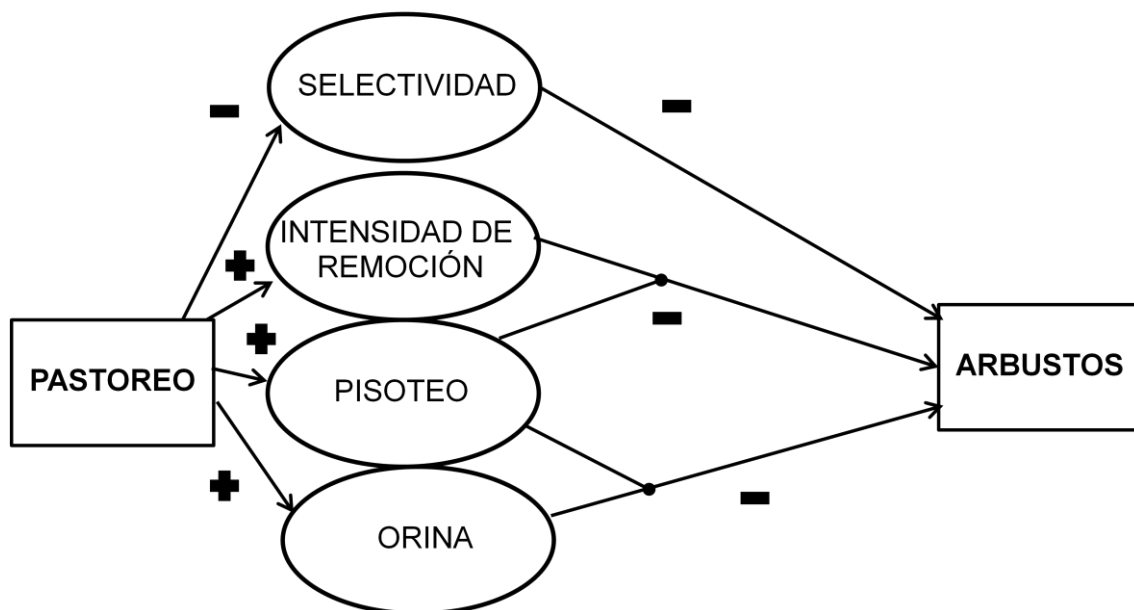 SELECTIVIDAD
INTENSIDAD DE
REMOCIÓN
PASTOREO
PISOTEO
ARBUSTOS
ORINA